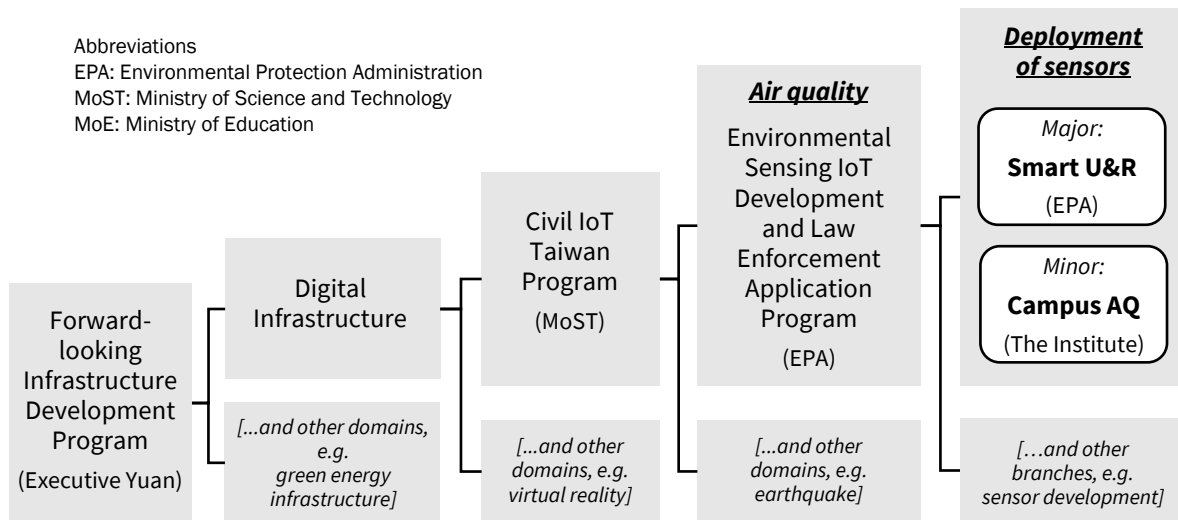 Abbreviations
EPA: Environmental Protection Administration
MoST: Ministry of Science and Technology
MoE: Ministry of Education
Forward-
looking
Infrastructure
Development
Program
(Executive Yuan)
Digital
Infrastructure
[...and other domains,
e.g.
green energy
infrastructure]
Civil IoT
Taiwan
Program
(MoST)
[...and other
domains, e.g.
virtual reality]
Air quality
Environmental
Sensing IoT
Development
and Law
Enforcement
Application
Program
(EPA)
[...and other
domains, e.g.
earthquake]
Deployment
of sensors
Major:
Smart U&R
(EPA)
Minor:
Campus AQ
(The Institute)
[…and other
branches, e.g.
sensor development]